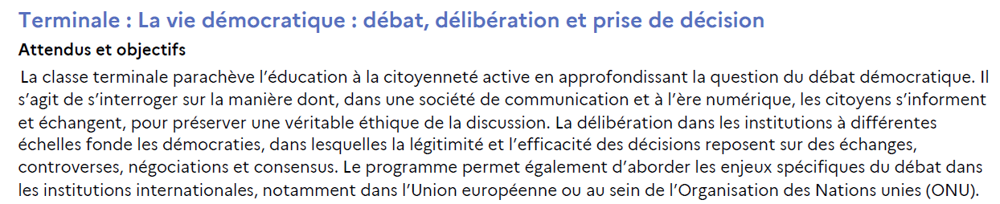 Terminale : La vie démocratique : débat, délibération et prise de décision
Attendus et objectifs
La classe terminale parachève l’éducation à la citoyenneté active en approfondissant la question du débat démocratique. Il
s’agit de s’interroger sur la manière dont, dans une société de communication et à l’ère numérique, les citoyens s’informent
et échangent, pour préserver une véritable éthique de la discussion. La délibération dans les institutions à différentes
échelles fonde les démocraties, dans lesquelles la légitimité et l’efficacité des décisions reposent sur des échanges,
controverses, négociations et consensus. Le programme permet également d’aborder les enjeux spécifiques du débat dans
les institutions internationales, notamment dans l’Union européenne ou au sein de l’Organisation des Nations unies (ONU).